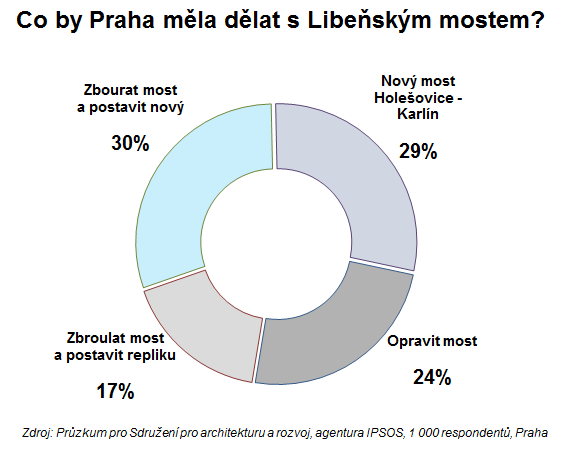 Co by Praha měla dělat s Libeňským mostem?
Zbourat most
a postavit nový
30%
Nový most
Holešovice -
Karlín
29%
Zbroulat most
a postavit repliku
17%
Opravit most
24%
Zdroj: Průzkum pro Sdružení pro architekturu a rozvoj, agentura IPSOS, 1 000 respondentů, Praha